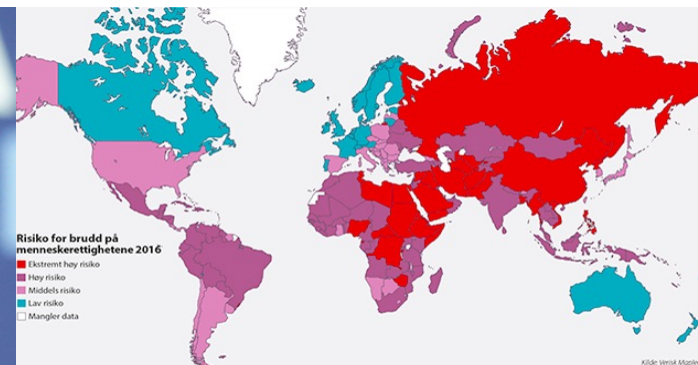 Risiko for brudd på
menneskerettighetene 2016
Ekstremt høy risiko
Høy risiko
Middels risiko
Lav risiko
Mangler data
Kilde: Verisk Maplec